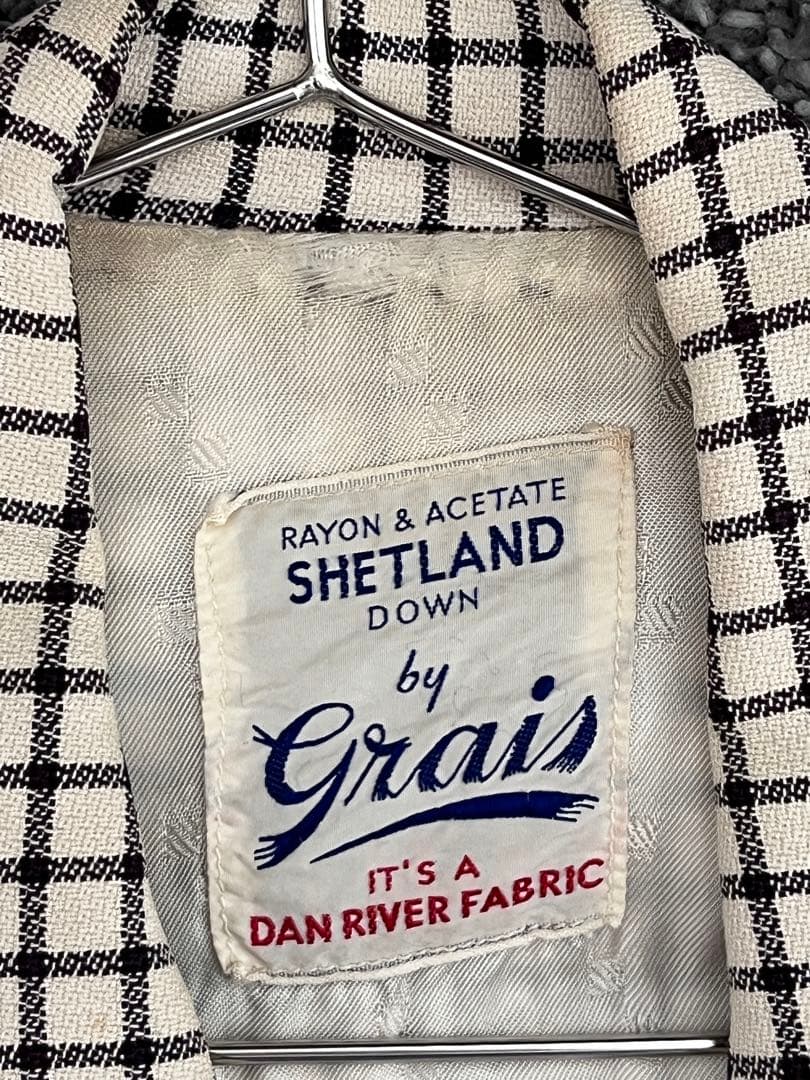 RAYON & ACETATE
SHETLAND
DOWN
by
Grais
IT'S A
DAN RIVER FABRIC